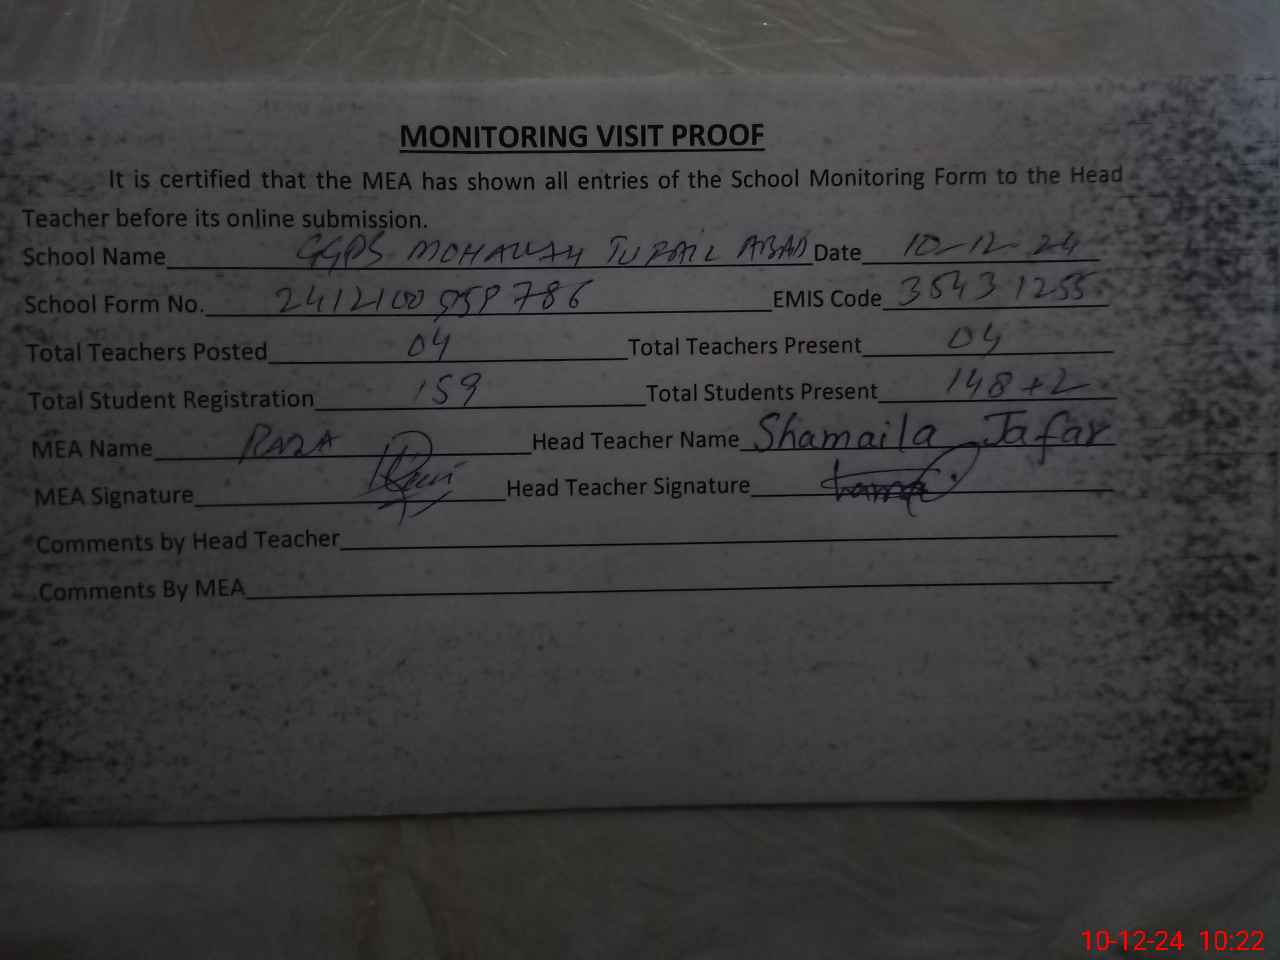 MONITORING VISIT PROOF
It is certified that the MEA has shown all entries of the School Monitoring Form to the Head
Teacher before its online submission.
School Name GGPS MOHALLAH TUFAIL ABAD Date 10-12-24
School Form No. 2412100958786 EMIS Code 35431255
Total Teachers Posted 04 Total Teachers Present 04
Total Student Registration 159 Total Students Present 148+2
MEA Name RAZA Head Teacher Name Shamaila Jafar
MEA Signature Head Teacher Signature
Comments by Head Teacher
Comments By MEA
10-12-24 10:22